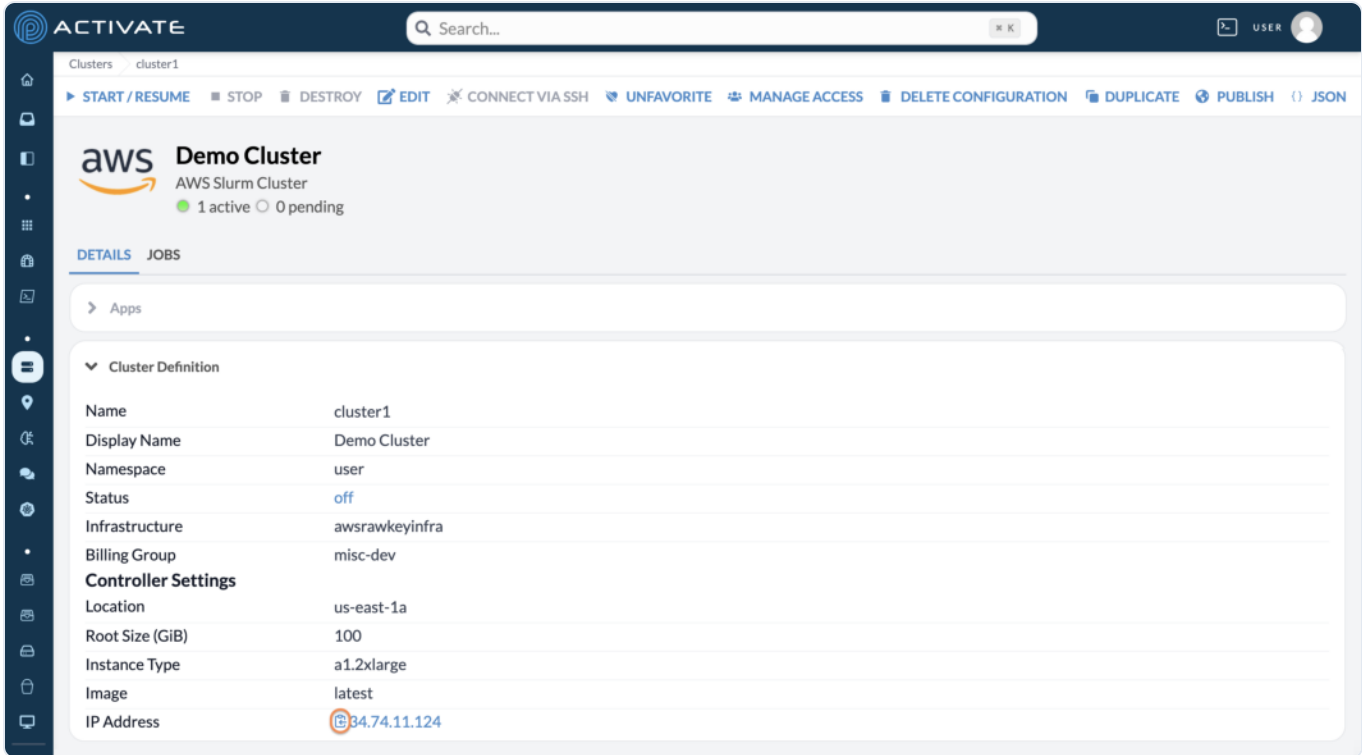 ACTIVATE Search... ⌘ K USER
Clusters cluster1
START / RESUME STOP DESTROY EDIT CONNECT VIA SSH UNFAVORITE MANAGE ACCESS DELETE CONFIGURATION DUPLICATE PUBLISH JSON
aws
Demo Cluster
AWS Slurm Cluster
1 active 0 pending
DETAILS JOBS
Apps
Cluster Definition
Name cluster1
Display Name Demo Cluster
Namespace user
Status off
Infrastructure awsrawkeyinfra
Billing Group misc-dev
Controller Settings
Location us-east-1a
Root Size (GiB) 100
Instance Type a1.2xlarge
Image latest
IP Address 34.74.11.124